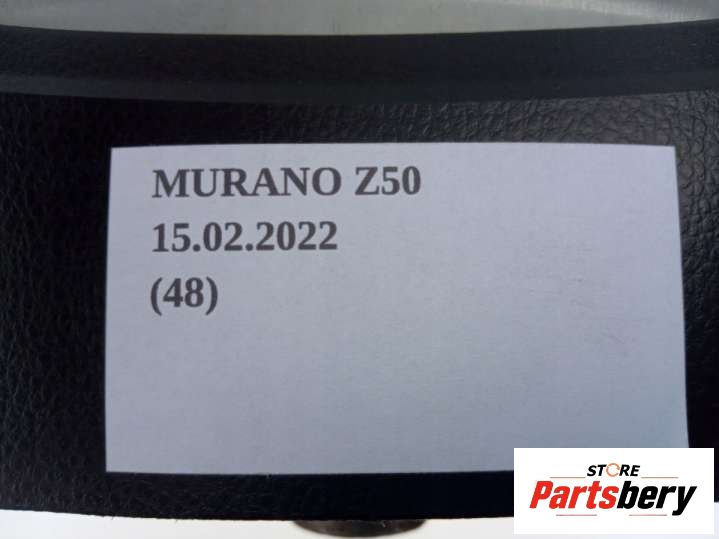 MURANO Z50
15.02.2022
(48)
STORE
Partsbery